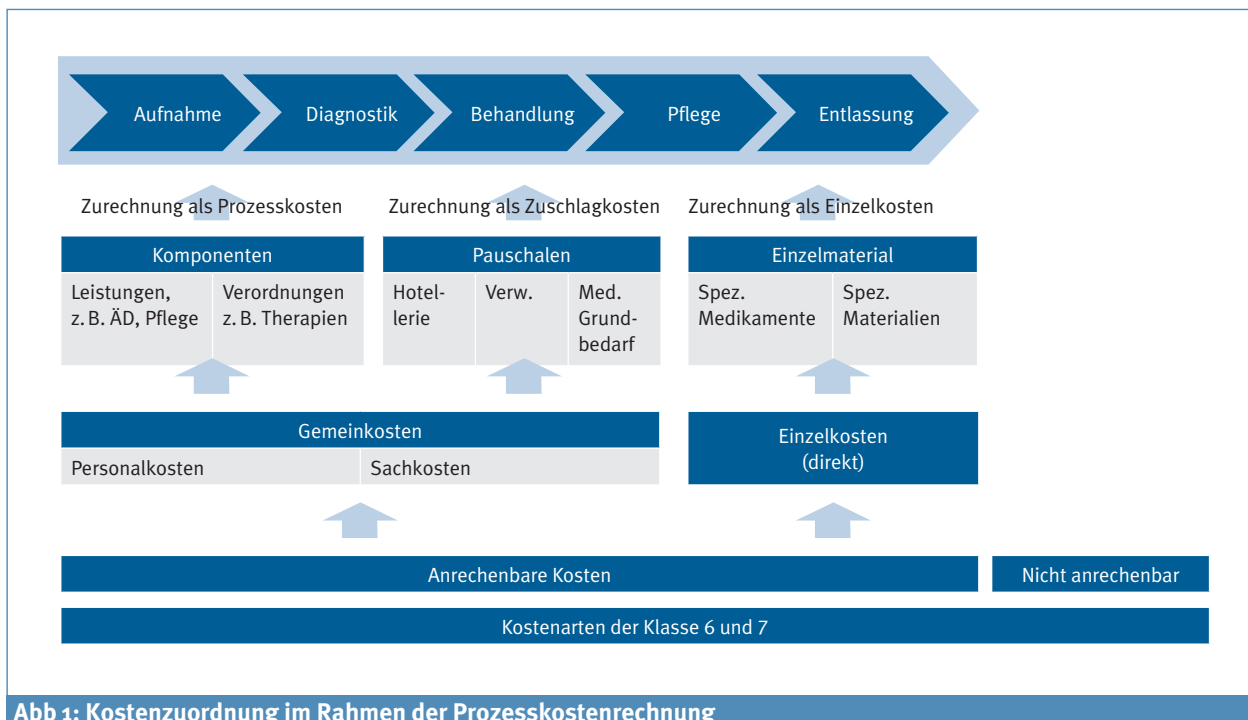 Aufnahme
Diagnostik
Behandlung
Pflege
Entlassung
Zurechnung als Prozesskosten
Zurechnung als Zuschlagkosten
Zurechnung als Einzelkosten
Komponenten
Leistungen,
z. B. ÄD, Pflege
Verordnungen
z. B. Therapien
Pauschalen
Hotel-
lerie
Verw.
Med.
Grund-
bedarf
Einzelmaterial
Spez.
Medikamente
Spez.
Materialien
Gemeinkosten
Personalkosten
Sachkosten
Einzelkosten
(direkt)
Anrechenbare Kosten
Nicht anrechenbar
Kostenarten der Klasse 6 und 7
Abb 1: Kostenzuordnung im Rahmen der Prozesskostenrechnung